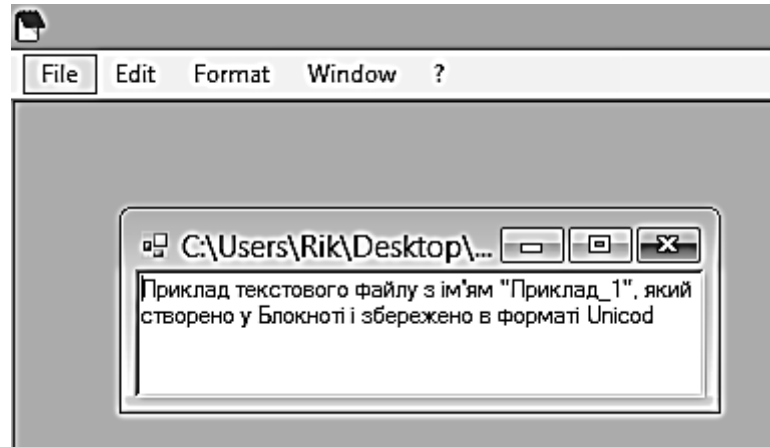 File Edit Format Window ?
C:\Users\Rik\Desktop\...
Приклад текстового файлу з ім'ям "Приклад_1", який
створено у Блокноті і збережено в форматі Unicod